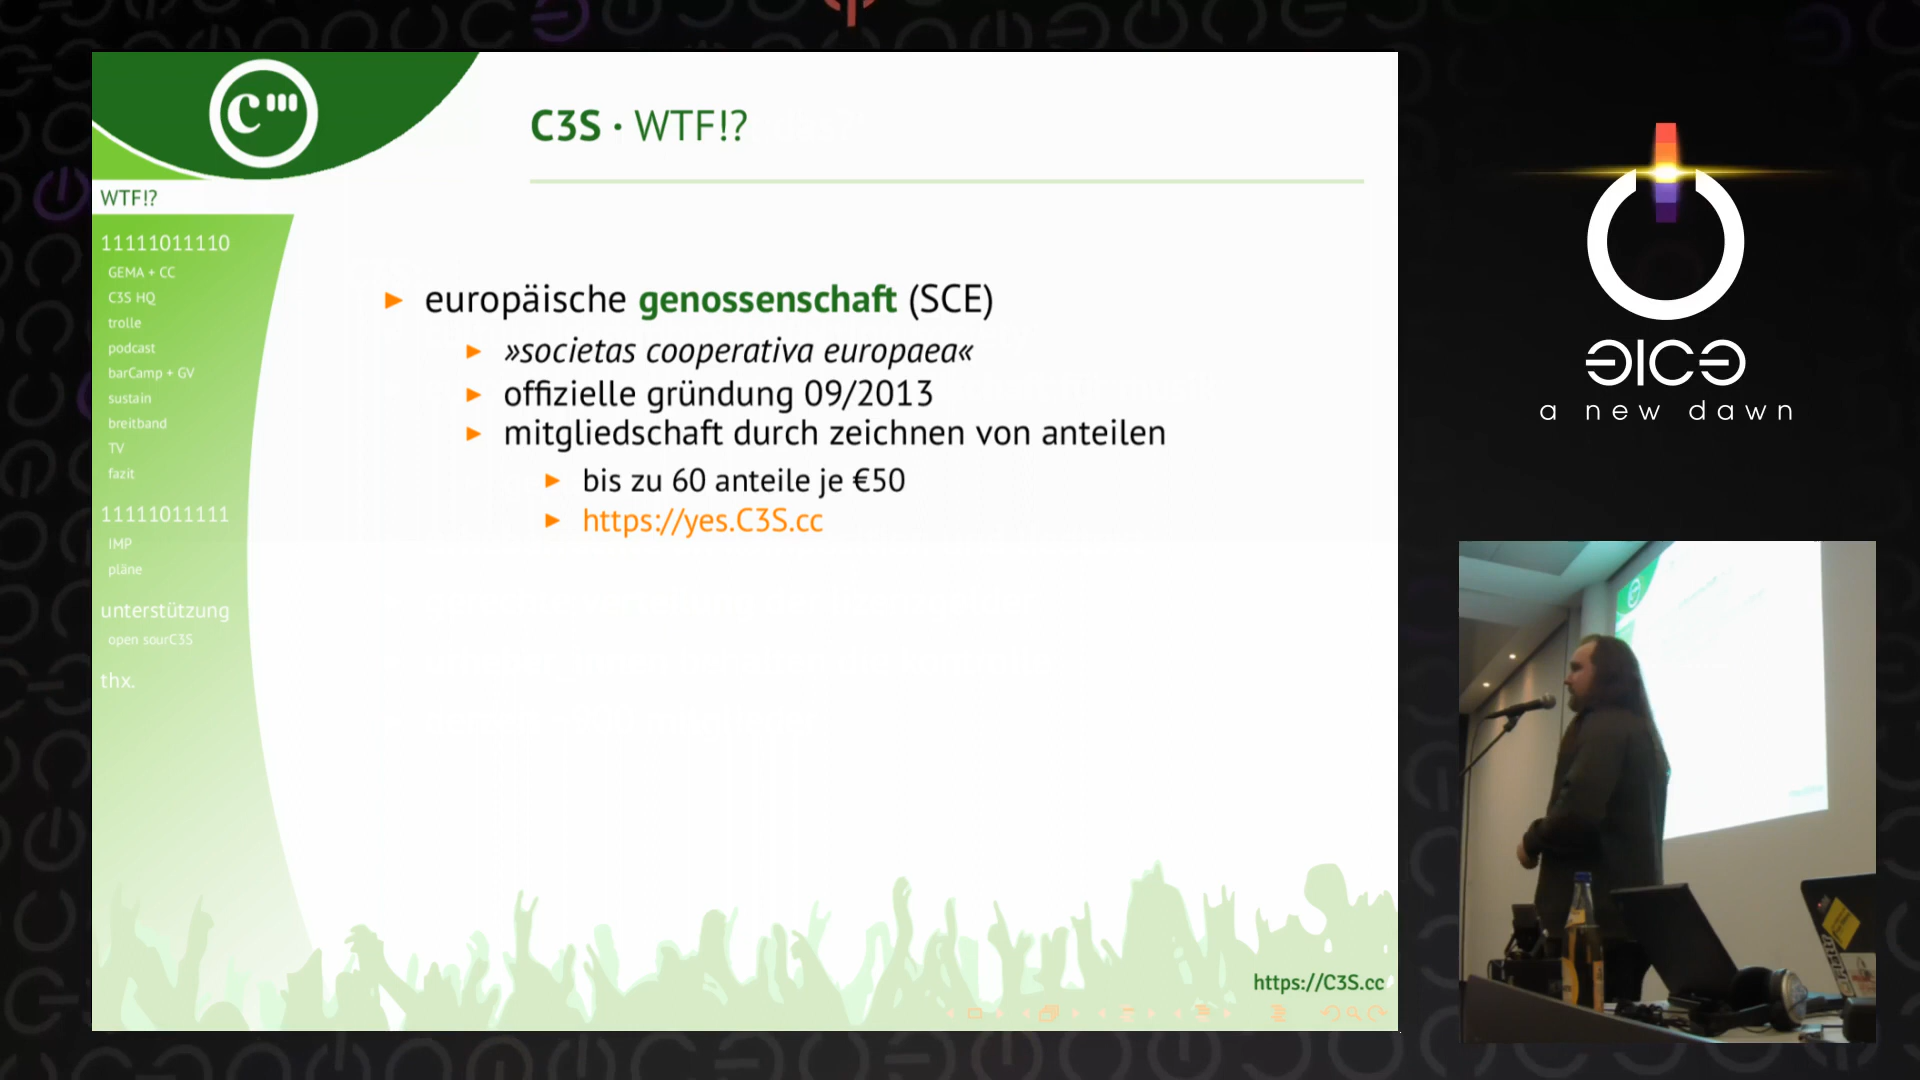 C3S · WTF!?
WTF!?
11111011110
GEMA + CC
C3S HQ
trolle
podcast
barCamp + GV
sustain
breitband
TV
fazit
11111011111
IMP
pläne
unterstützung
open sourC3S
thx.
europäische genossenschaft (SCE)
»societas cooperativa europaea«
offizielle gründung 09/2013
mitgliedschaft durch zeichnen von anteilen
bis zu 60 anteile je €50
https://yes.C3S.cc
https://C3S.cc
a new dawn